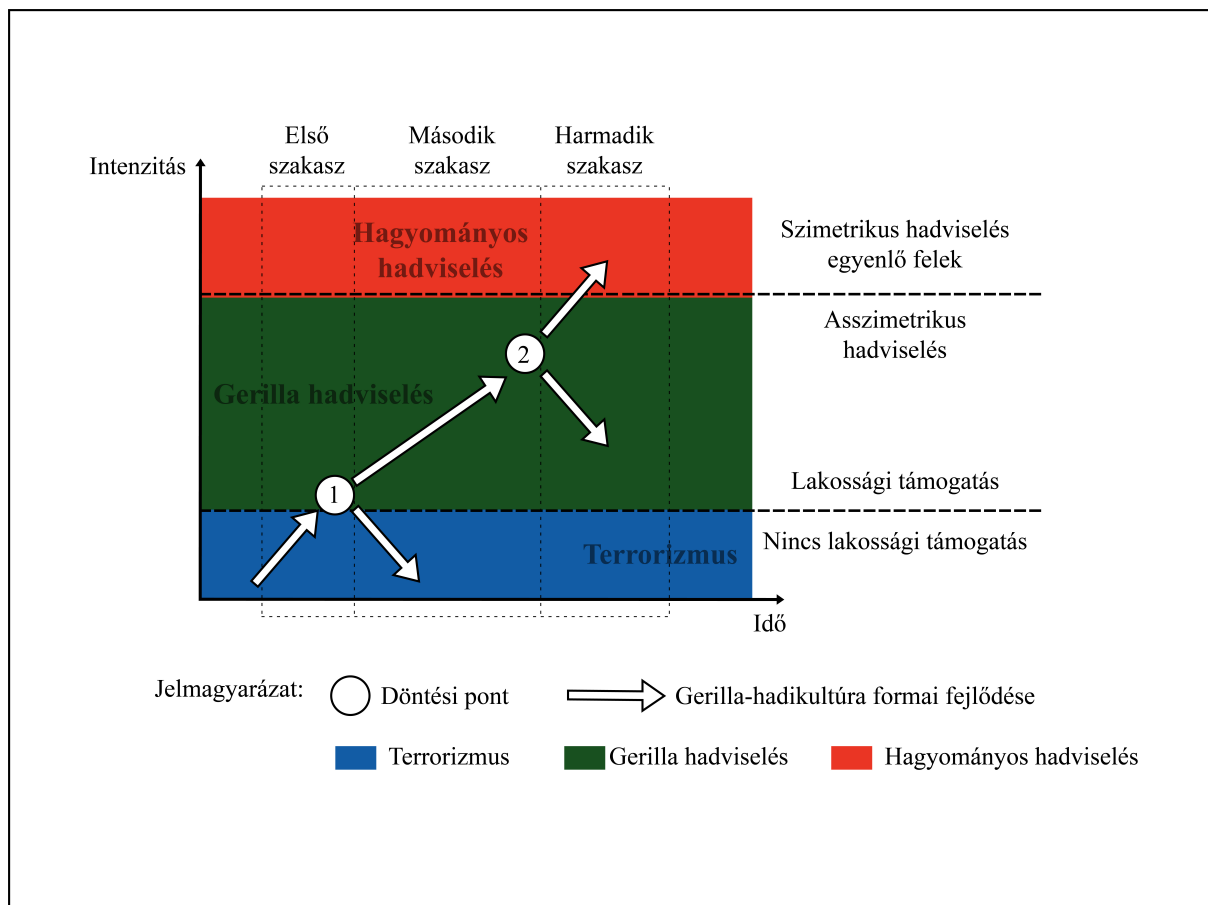 Első
szakasz
Második
szakasz
Harmadik
szakasz
Intenzitás
Hagyományos
hadviselés
Szimetrikus hadviselés
egyenlő felek
Asszimetrikus
hadviselés
2
Gerilla hadviselés
1
Lakossági támogatás
Nincs lakossági támogatás
Terrorizmus
Idő
Jelmagyarázat:
Döntési pont
Gerilla-hadikultúra formai fejlődése
Terrorizmus
Gerilla hadviselés
Hagyományos hadviselés